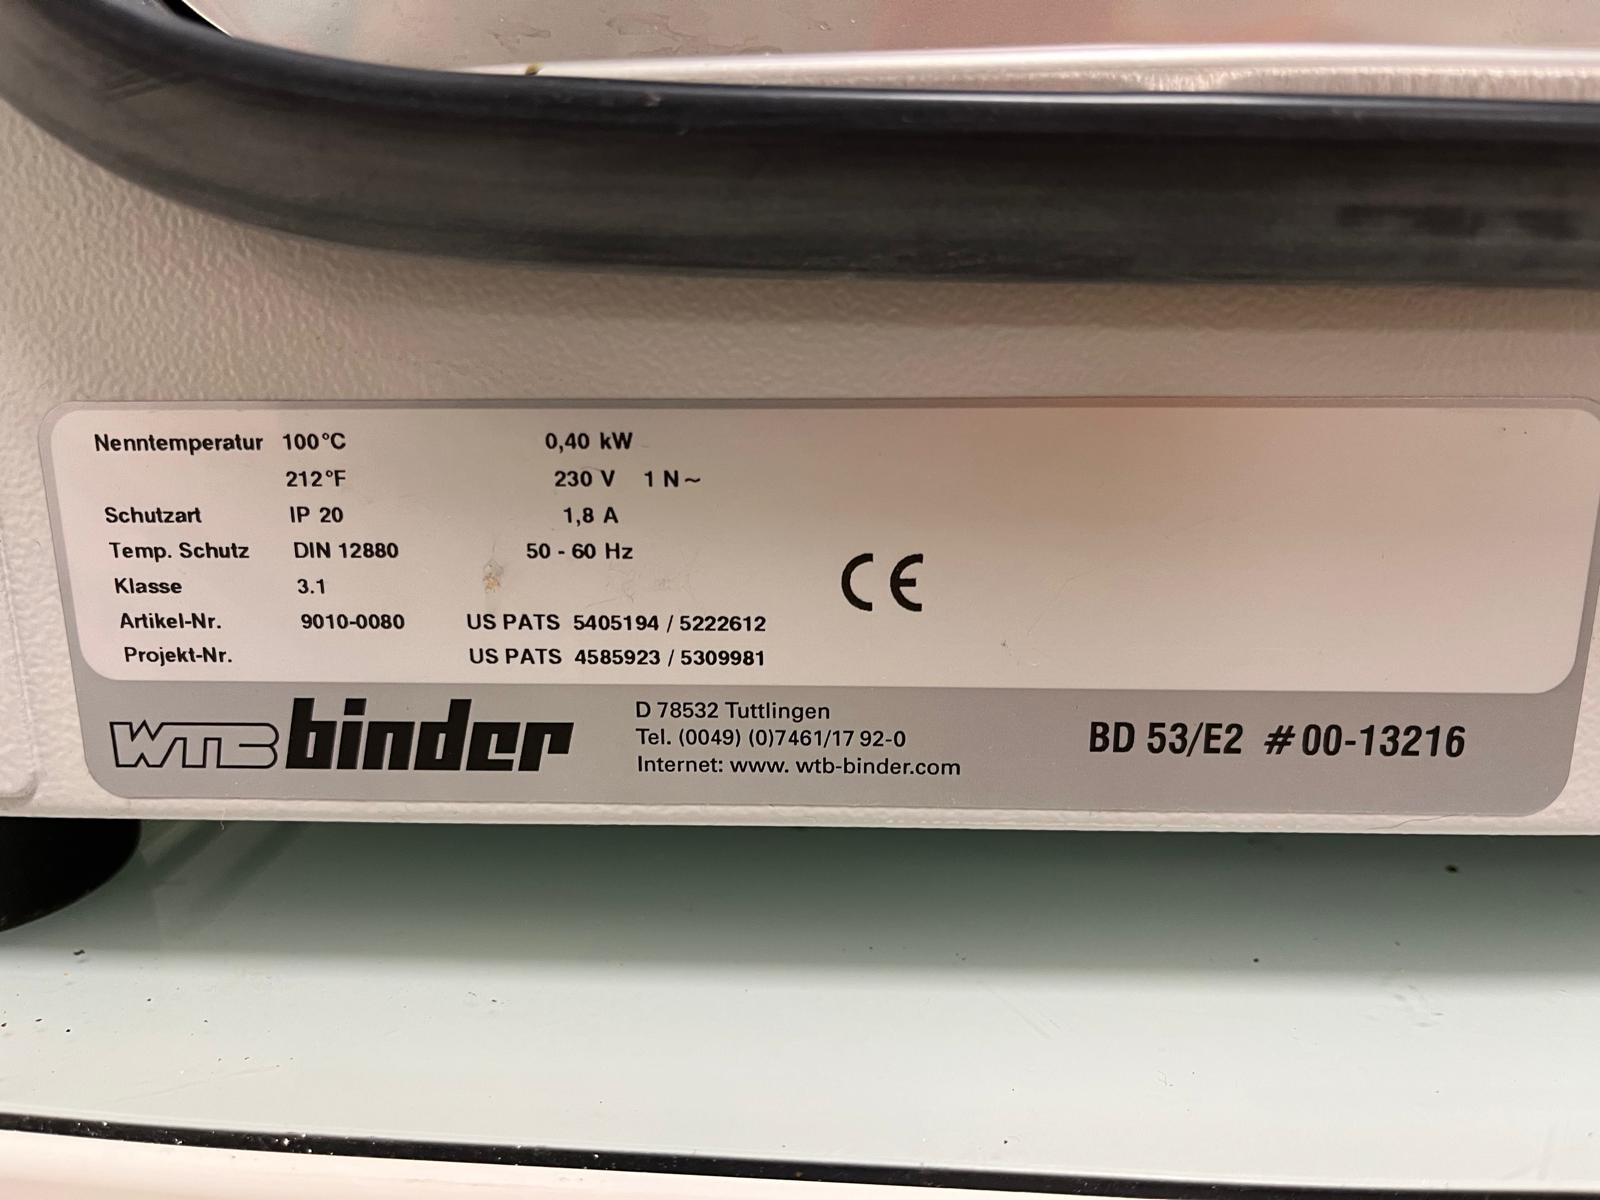 Nenntemperatur 100°C 0,40 kW
212°F 230 V 1 N~
Schutzart IP 20 1,8 A
Temp. Schutz DIN 12880 50 - 60 Hz
Klasse 3.1
CE
Artikel-Nr. 9010-0080 US PATS 5405194 / 5222612
Projekt-Nr. US PATS 4585923 / 5309981
WTB binder
D 78532 Tuttlingen
Tel. (0049) (0)7461/17 92-0
Internet: www. wtb-binder.com
BD 53/E2 # 00-13216